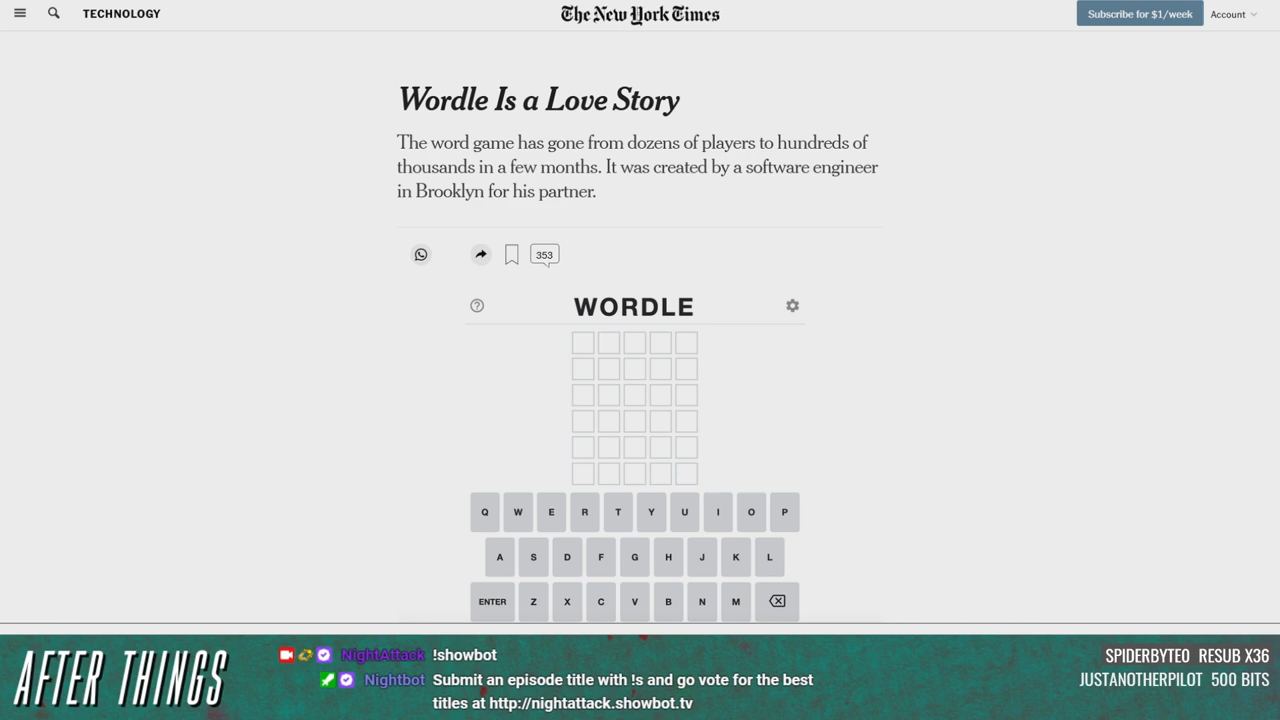 TECHNOLOGY
The New York Times
Subscribe for $1/week
Account
Wordle Is a Love Story
The word game has gone from dozens of players to hundreds of
thousands in a few months. It was created by a software engineer
in Brooklyn for his partner.
353
WORDLE
Q W E R T Y U I O P
A S D F G H J K L
ENTER Z X C V B N M
AFTER THINGS
NightAttack !showbot
Nightbot Submit an episode title with !s and go vote for the best
titles at http://nightattack.showbot.tv
SPIDERBYTE0 RESUB X36
JUSTANOTHERPILOT 500 BITS